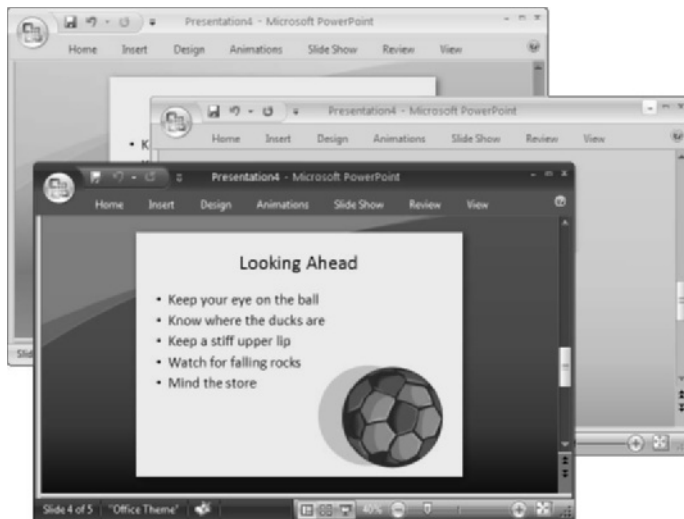 Presentation4 - Microsoft PowerPoint
Home Insert Design Animations Slide Show Review View
• K
Presentation4 - Microsoft PowerPoint
Home Insert Design Animations Slide Show Review View
Presentation4 - Microsoft PowerPoint
Home Insert Design Animations Slide Show Review View
Looking Ahead
• Keep your eye on the ball
• Know where the ducks are
• Keep a stiff upper lip
• Watch for falling rocks
• Mind the store
Slid
Slide 4 of 5 "Office Theme" 40%